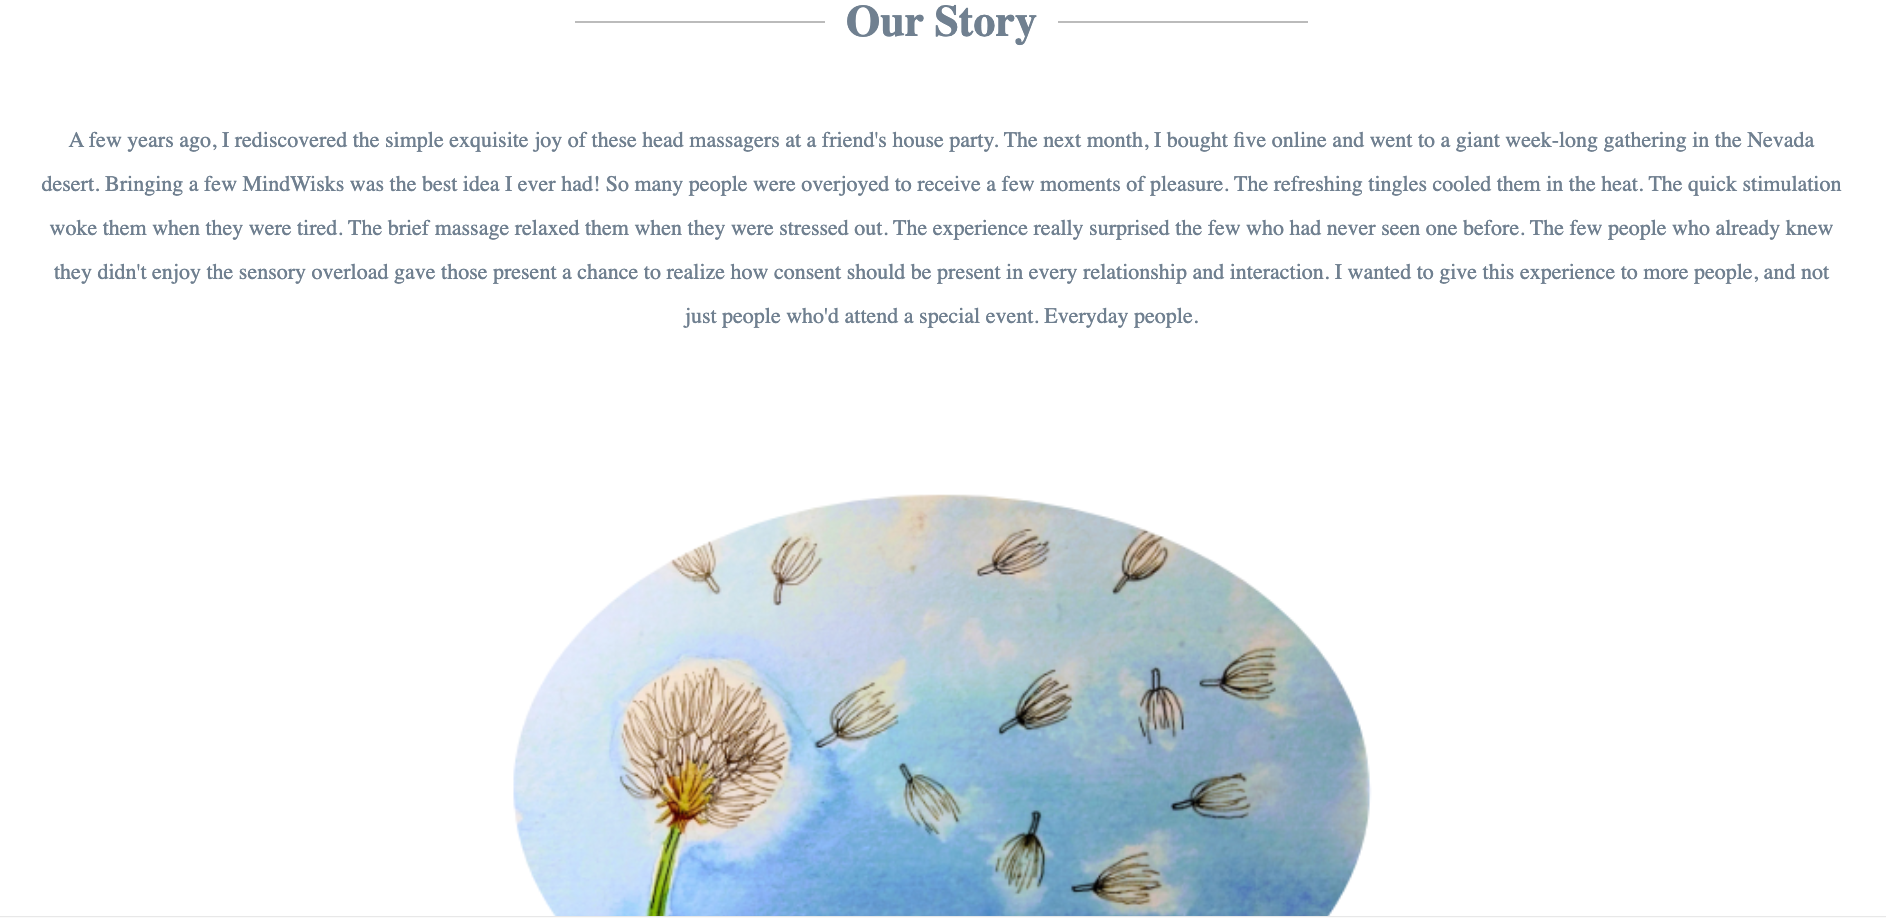 Our Story
A few years ago, I rediscovered the simple exquisite joy of these head massagers at a friend's house party. The next month, I bought five online and went to a giant week-long gathering in the Nevada
desert. Bringing a few MindWisks was the best idea I ever had! So many people were overjoyed to receive a few moments of pleasure. The refreshing tingles cooled them in the heat. The quick stimulation
woke them when they were tired. The brief massage relaxed them when they were stressed out. The experience really surprised the few who had never seen one before. The few people who already knew
they didn't enjoy the sensory overload gave those present a chance to realize how consent should be present in every relationship and interaction. I wanted to give this experience to more people, and not
just people who'd attend a special event. Everyday people.